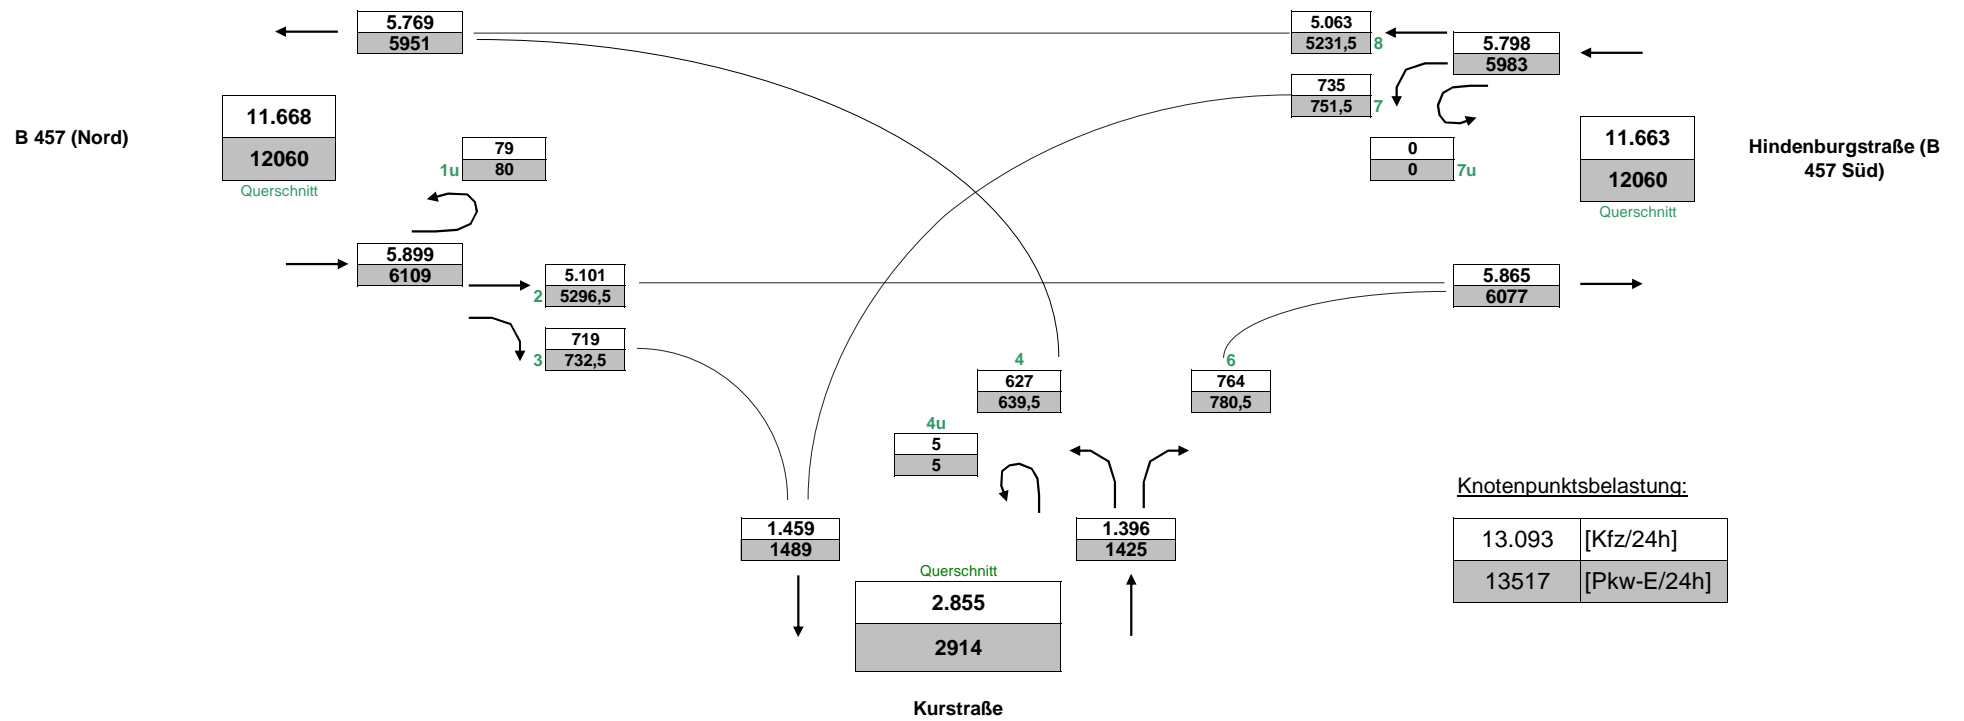 5.769
5951
5.063
5231,5 8
5.798
5983
735
751,5 7
11.668
12060
Querschnitt
B 457 (Nord)
79
1u 80
0
0 7u
11.663
12060
Querschnitt
Hindenburgstraße (B
457 Süd)
5.899
6109
5.101
2 5296,5
5.865
6077
719
3 732,5
4
627
639,5
6
764
780,5
4u
5
5
1.459
1489
1.396
1425
Querschnitt
2.855
2914
Kurstraße
Knotenpunktsbelastung:
13.093 [Kfz/24h]
13517 [Pkw-E/24h]